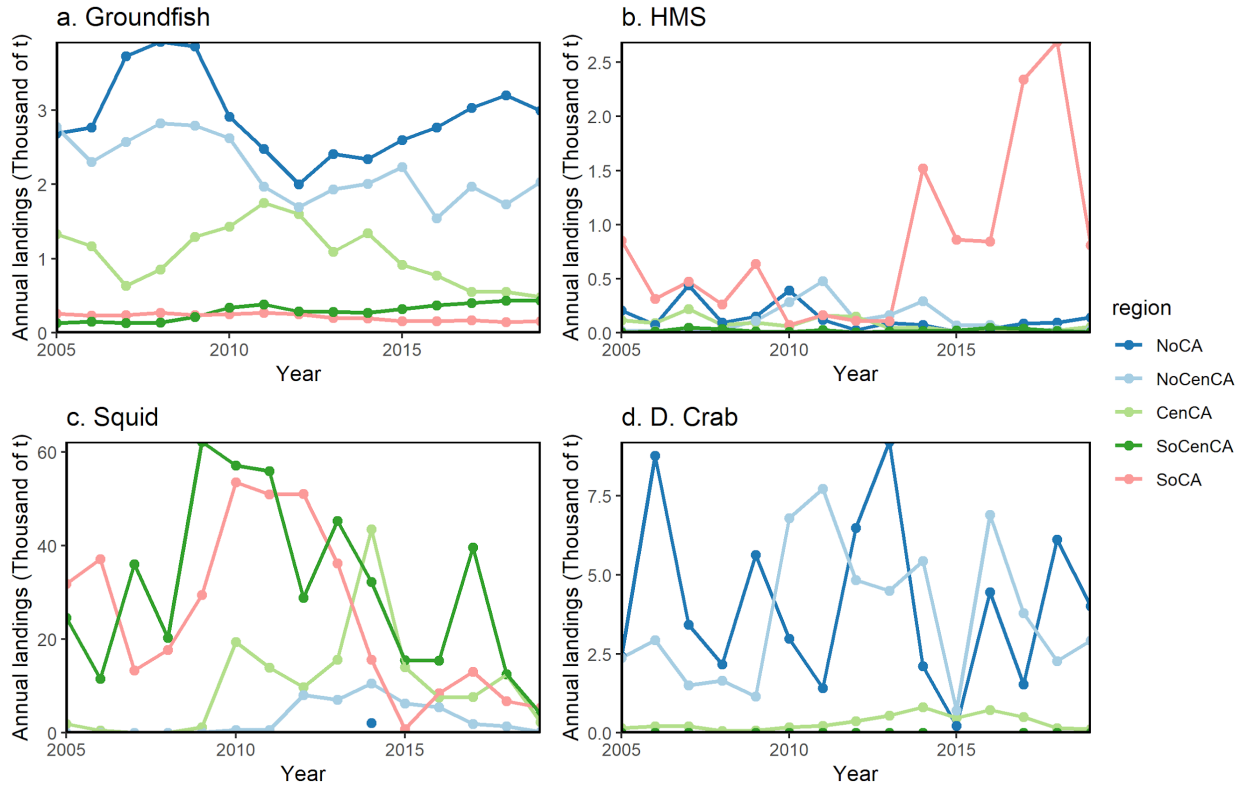 a. Groundfish
Annual landings (Thousand of t)
3
2
1
0
2005 2010 2015
Year
b. HMS
Annual landings (Thousand of t)
2.5
2.0
1.5
1.0
0.5
0.0
2005 2010 2015
Year
c. Squid
Annual landings (Thousand of t)
60
40
20
0
2005 2010 2015
Year
d. D. Crab
Annual landings (Thousand of t)
7.5
5.0
2.5
0.0
2005 2010 2015
Year
region
NoCA
NoCenCA
CenCA
SoCenCA
SoCA